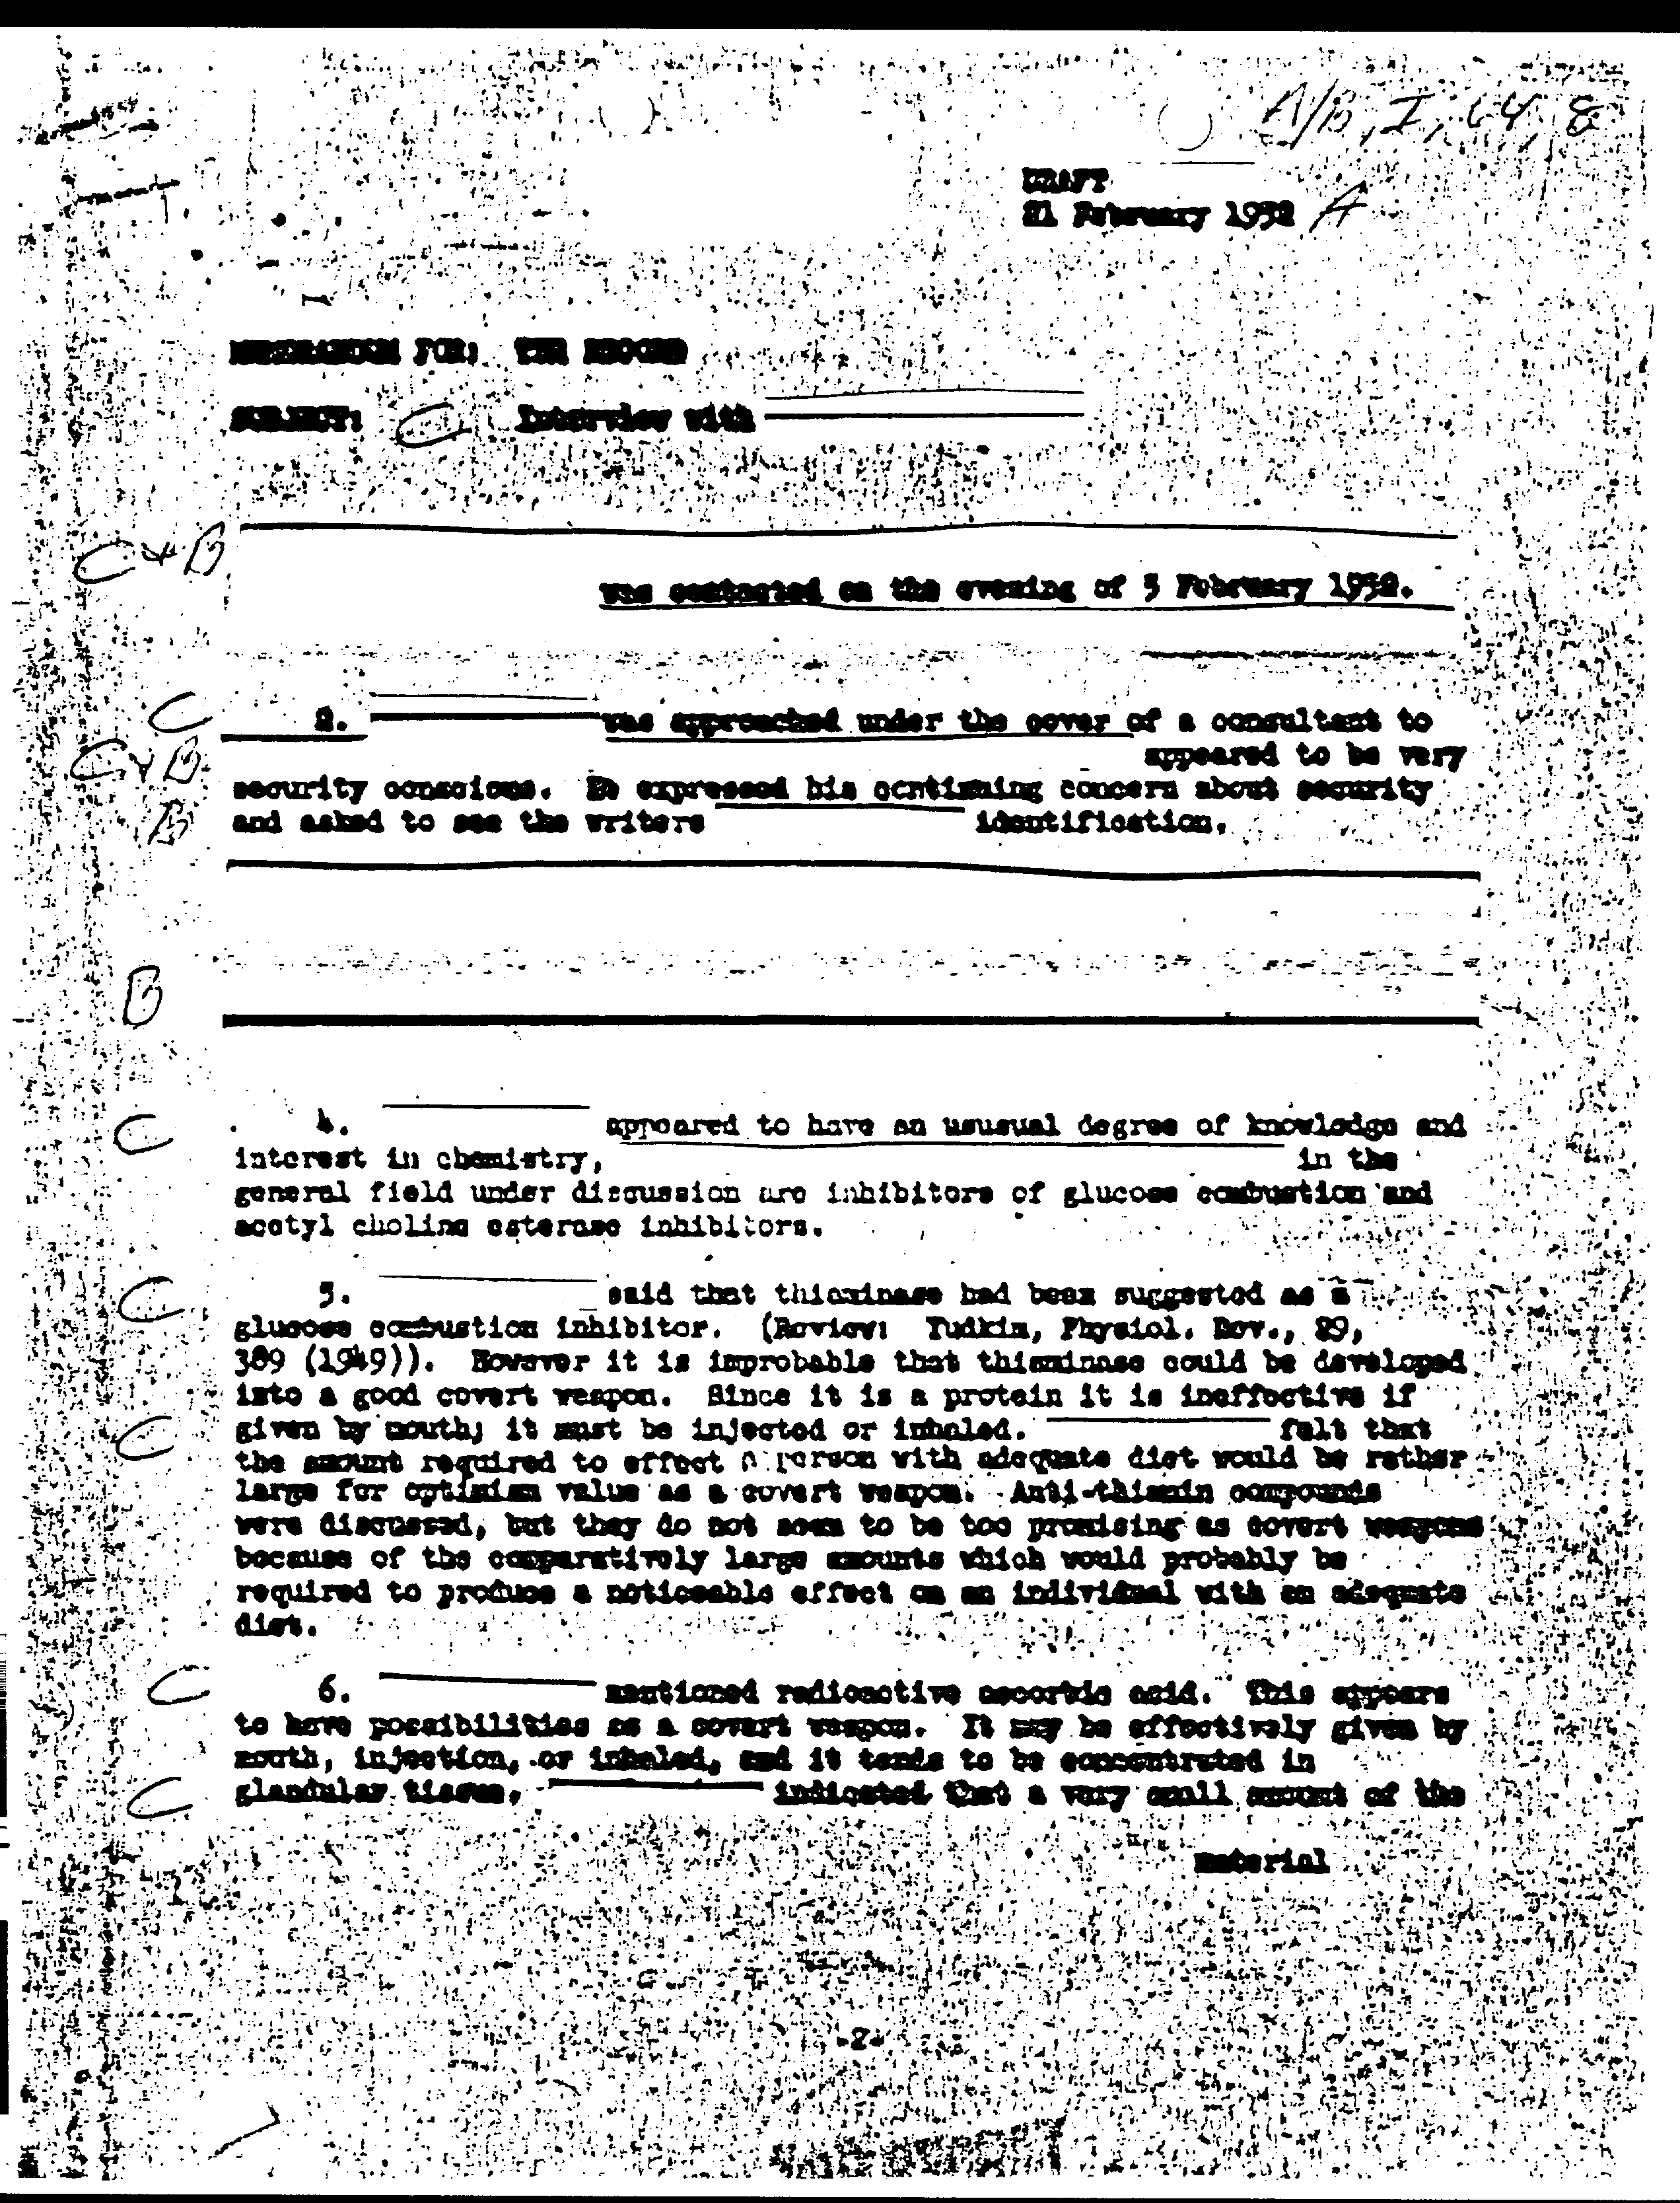 A/B, I, 64, 8
DRAFT
21 February 1952 A
MEMORANDUM FOR: THE RECORD
SUBJECT: C Interview with
C & B
was contacted on the evening of 5 February 1952.
C 2. was approached under the cover of a consultant to
C & B appeared to be very
security conscious. He expressed his continuing concern about security
B and asked to see the writers identification.
B
C 4. appeared to have an ususual degree of knowledge and
interest in chemistry, in the
general field under discussion are inhibitors of glucose combustion and
acetyl choline esterase inhibitors.
C 5. said that thiaminase had been suggested as a
glucose combustion inhibitor. (Review: Yudkin, Physiol. Rev., 29,
389 (1949)). However it is improbable that thiaminase could be developed
into a good covert weapon. Since it is a protein it is ineffective if
C given by mouth; it must be injected or inhaled. felt that
the amount required to effect a person with adequate diet would be rather
large for value as a covert weapon. Anti-thiamin compounds
were discussed, but they do not seem to be too promising as covert weapons
because of the comparatively large amounts which would probably be
required to produce a noticeable effect on an individual with an adequate
diet.
C 6. mentioned radioactive ascorbic acid. This appears
to have possibilities as a covert weapon. It may be effectively given by
mouth, injection, or inhaled, and it tends to be concentrated in
C glandular tissue. indicated that a very small amount of the
material
-2-